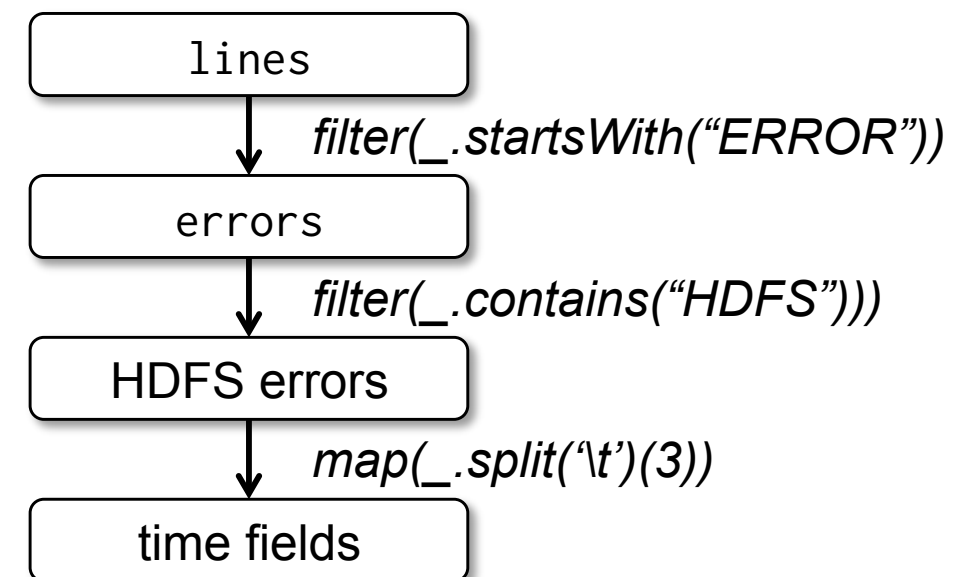 lines
filter(_.startsWith(“ERROR”))
errors
filter(_.contains(“HDFS”)))
HDFS errors
map(_.split(‘\t’)(3))
time fields